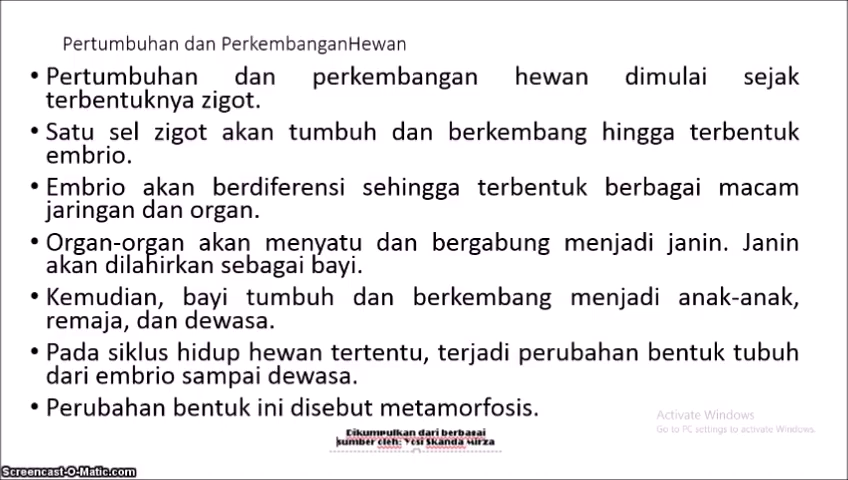 Pertumbuhan dan PerkembanganHewan
• Pertumbuhan dan perkembangan hewan dimulai sejak
terbentuknya zigot.
• Satu sel zigot akan tumbuh dan berkembang hingga terbentuk
embrio.
• Embrio akan berdiferensi sehingga terbentuk berbagai macam
jaringan dan organ.
• Organ-organ akan menyatu dan bergabung menjadi janin. Janin
akan dilahirkan sebagai bayi.
• Kemudian, bayi tumbuh dan berkembang menjadi anak-anak,
remaja, dan dewasa.
• Pada siklus hidup hewan tertentu, terjadi perubahan bentuk tubuh
dari embrio sampai dewasa.
• Perubahan bentuk ini disebut metamorfosis.
Activate Windows
Go to PC settings to activate Windows.
Dikumpulkan dari berbagai
sumber oleh: Yosi Skanda Mirza
Screencast-O-Matic.com